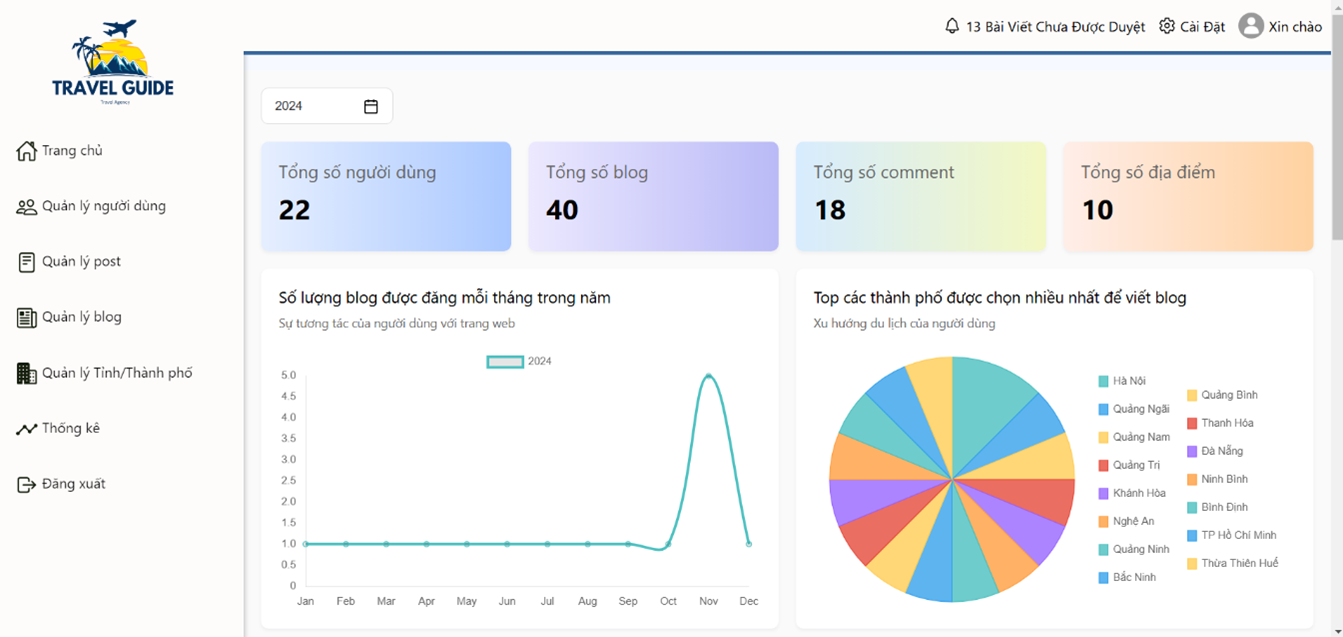 TRAVEL GUIDE
Travel Agency
Trang chủ
Quản lý người dùng
Quản lý post
Quản lý blog
Quản lý Tỉnh/Thành phố
Thống kê
Đăng xuất
13 Bài Viết Chưa Được Duyệt Cài Đặt Xin chào
2024
Tổng số người dùng
22
Tổng số blog
40
Tổng số comment
18
Tổng số địa điểm
10
Số lượng blog được đăng mỗi tháng trong năm
Sự tương tác của người dùng với trang web
2024
5.0
4.5
4.0
3.5
3.0
2.5
2.0
1.5
1.0
0.5
0
Jan Feb Mar Apr May Jun Jul Aug Sep Oct Nov Dec
Top các thành phố được chọn nhiều nhất để viết blog
Xu hướng du lịch của người dùng
Hà Nội
Quảng Ngãi
Quảng Nam
Quảng Trị
Khánh Hòa
Nghệ An
Quảng Ninh
Bắc Ninh
Quảng Bình
Thanh Hóa
Đà Nẵng
Ninh Bình
Bình Định
TP Hồ Chí Minh
Thừa Thiên Huế